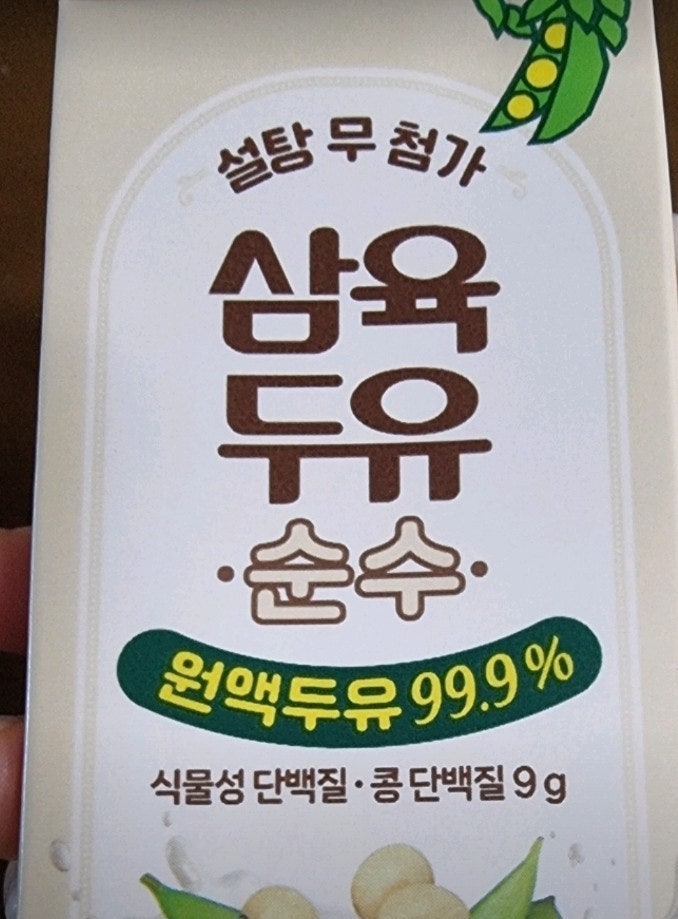 설탕 무 첨가
삼육
두유
·순수·
원액두유 99.9%
식물성 단백질·콩 단백질 9g